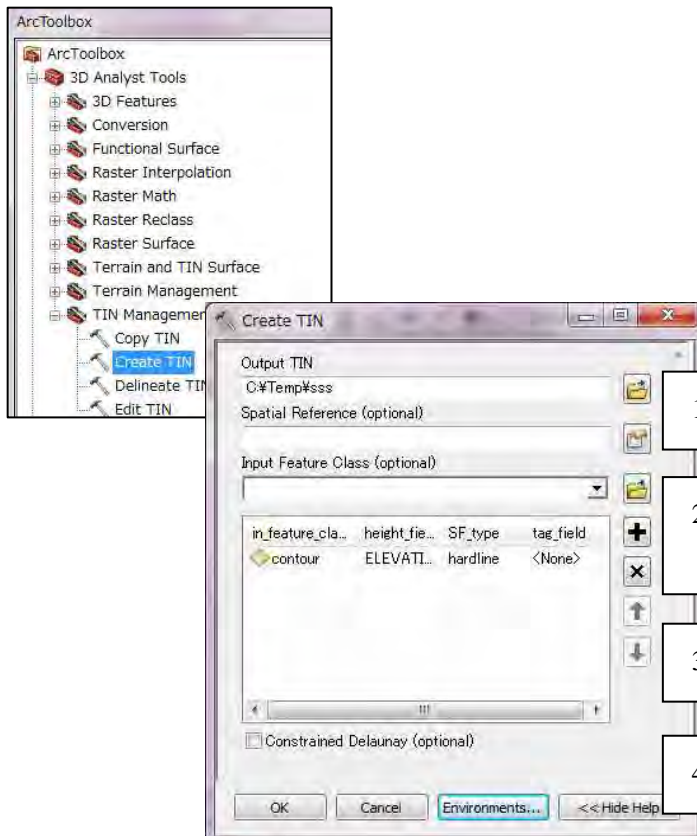 ArcToolbox
ArcToolbox
3D Analyst Tools
3D Features
Conversion
Functional Surface
Raster Interpolation
Raster Math
Raster Reclass
Raster Surface
Terrain and TIN Surface
Terrain Management
Copy TIN
Create TIN
Delineate
Edit TIN
Create TIN
Output TIN
C:¥Temp¥sss
Spatial Reference (optional)
Input Feature Class (optional)
in_feature_cla... height_fie... SF_type tag_field
contour ELEVATI... hardline <None>
Constrained Delaunay (optional)
OK Cancel Environments... << Hide Help
1
2
3
4